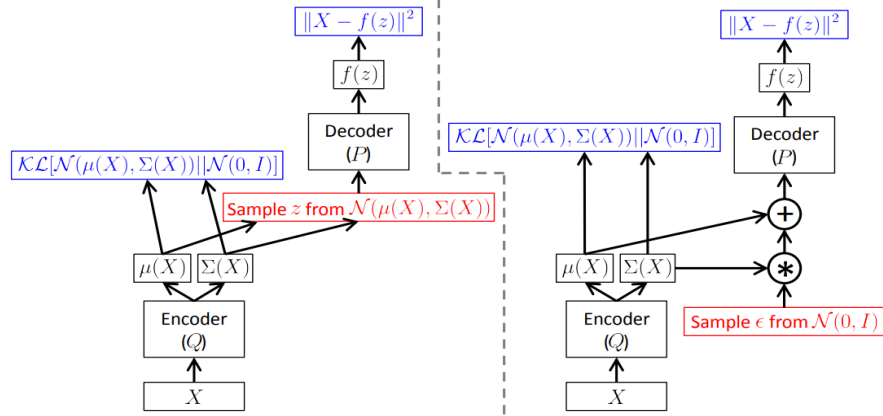 ‖X − f(z)‖²
f(z)
Decoder
(P)
𝒦ℒ[𝒩(μ(X), Σ(X))||𝒩(0, I)]
Sample z from 𝒩(μ(X), Σ(X))
μ(X) Σ(X)
Encoder
(Q)
X
‖X − f(z)‖²
f(z)
Decoder
(P)
𝒦ℒ[𝒩(μ(X), Σ(X))||𝒩(0, I)]
+
μ(X) Σ(X)
*
Sample ϵ from 𝒩(0, I)
Encoder
(Q)
X